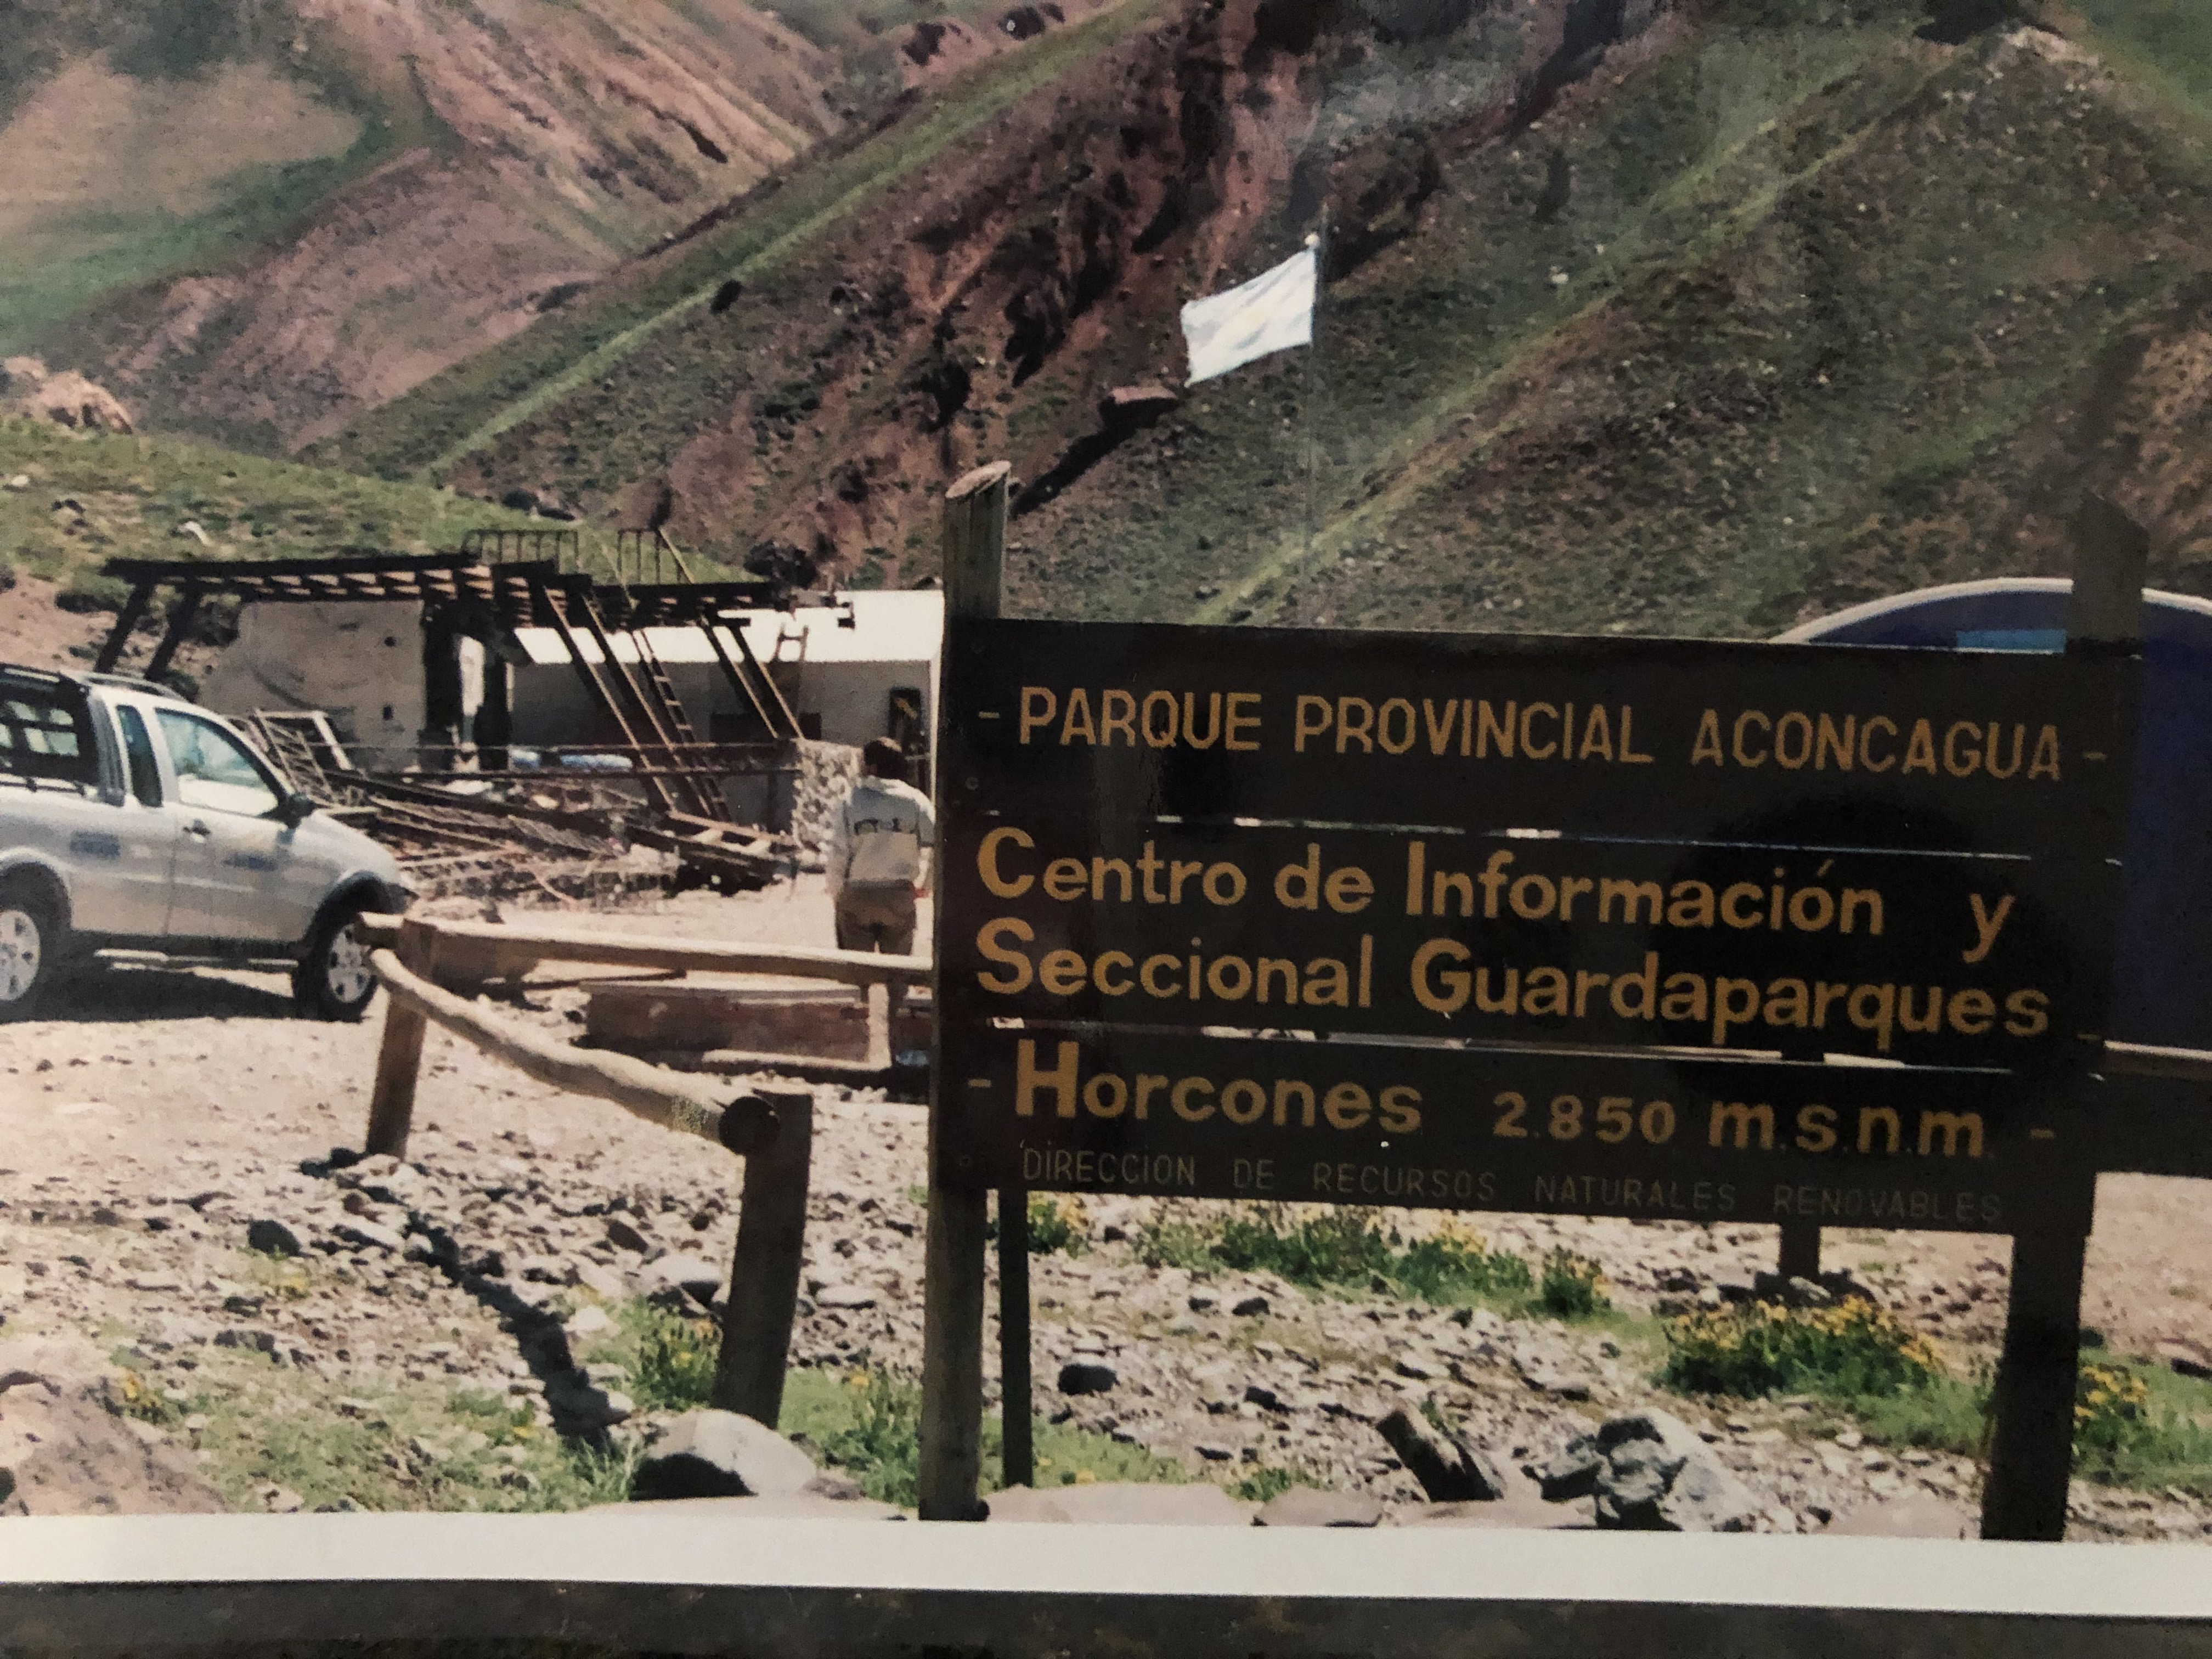 - PARQUE PROVINCIAL ACONCAGUA -
Centro de Información y
Seccional Guardaparques
- Horcones 2.850 m.s.n.m. -
DIRECCION DE RECURSOS NATURALES RENOVABLES